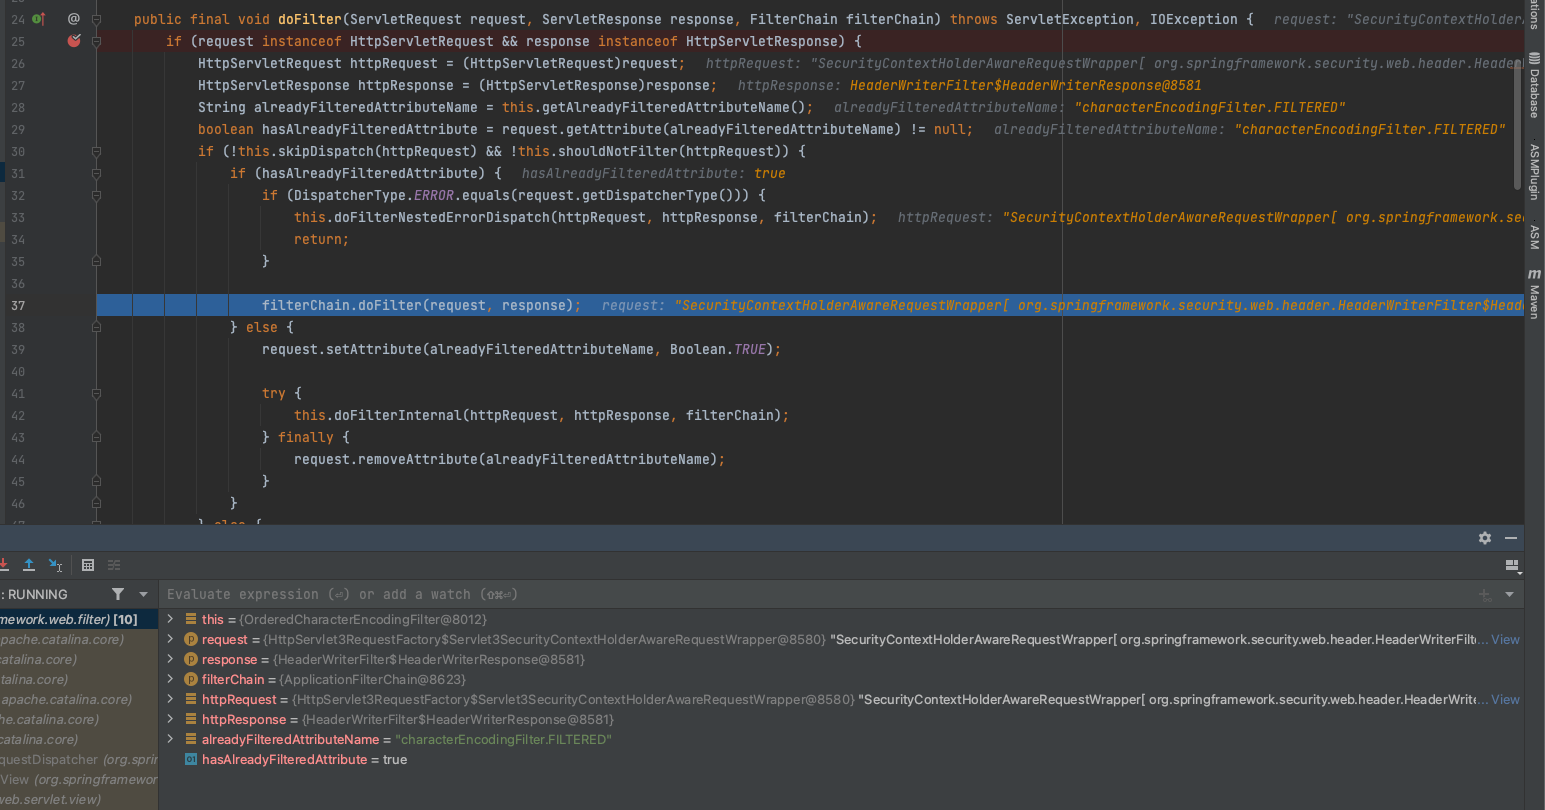 24 @ public final void doFilter(ServletRequest request, ServletResponse response, FilterChain filterChain) throws ServletException, IOException { request: "SecurityContextHolderA
25 if (request instanceof HttpServletRequest && response instanceof HttpServletResponse) {
26 HttpServletRequest httpRequest = (HttpServletRequest)request; httpRequest: "SecurityContextHolderAwareRequestWrapper[ org.springframework.security.web.header.Header
27 HttpServletResponse httpResponse = (HttpServletResponse)response; httpResponse: HeaderWriterFilter$HeaderWriterResponse@8581
28 String alreadyFilteredAttributeName = this.getAlreadyFilteredAttributeName(); alreadyFilteredAttributeName: "characterEncodingFilter.FILTERED"
29 boolean hasAlreadyFilteredAttribute = request.getAttribute(alreadyFilteredAttributeName) != null; alreadyFilteredAttributeName: "characterEncodingFilter.FILTERED"
30 if (!this.skipDispatch(httpRequest) && !this.shouldNotFilter(httpRequest)) {
31 if (hasAlreadyFilteredAttribute) { hasAlreadyFilteredAttribute: true
32 if (DispatcherType.ERROR.equals(request.getDispatcherType())) {
33 this.doFilterNestedErrorDispatch(httpRequest, httpResponse, filterChain); httpRequest: "SecurityContextHolderAwareRequestWrapper[ org.springframework.se
34 return;
35 }
36
37 filterChain.doFilter(request, response); request: "SecurityContextHolderAwareRequestWrapper[ org.springframework.security.web.header.HeaderWriterFilter$Head
38 } else {
39 request.setAttribute(alreadyFilteredAttributeName, Boolean.TRUE);
40
41 try {
42 this.doFilterInternal(httpRequest, httpResponse, filterChain);
43 } finally {
44 request.removeAttribute(alreadyFilteredAttributeName);
45 }
46 }
} else {
ations
Database
ASMPlugin
ASM
m Maven
: RUNNING
Evaluate expression (⏎) or add a watch (⇧⌘⏎)
mework.web.filter) [10]
pache.catalina.core)
catalina.core)
talina.core)
apache.catalina.core)
he.catalina.core)
catalina.core)
questDispatcher (org.sprin
View (org.springframewor
web.servlet.view)
this = {OrderedCharacterEncodingFilter@8012}
request = {HttpServlet3RequestFactory$Servlet3SecurityContextHolderAwareRequestWrapper@8580} "SecurityContextHolderAwareRequestWrapper[ org.springframework.security.web.header.HeaderWriterFilte... View
response = {HeaderWriterFilter$HeaderWriterResponse@8581}
filterChain = {ApplicationFilterChain@8623}
httpRequest = {HttpServlet3RequestFactory$Servlet3SecurityContextHolderAwareRequestWrapper@8580} "SecurityContextHolderAwareRequestWrapper[ org.springframework.security.web.header.HeaderWrite... View
httpResponse = {HeaderWriterFilter$HeaderWriterResponse@8581}
alreadyFilteredAttributeName = "characterEncodingFilter.FILTERED"
01 hasAlreadyFilteredAttribute = true